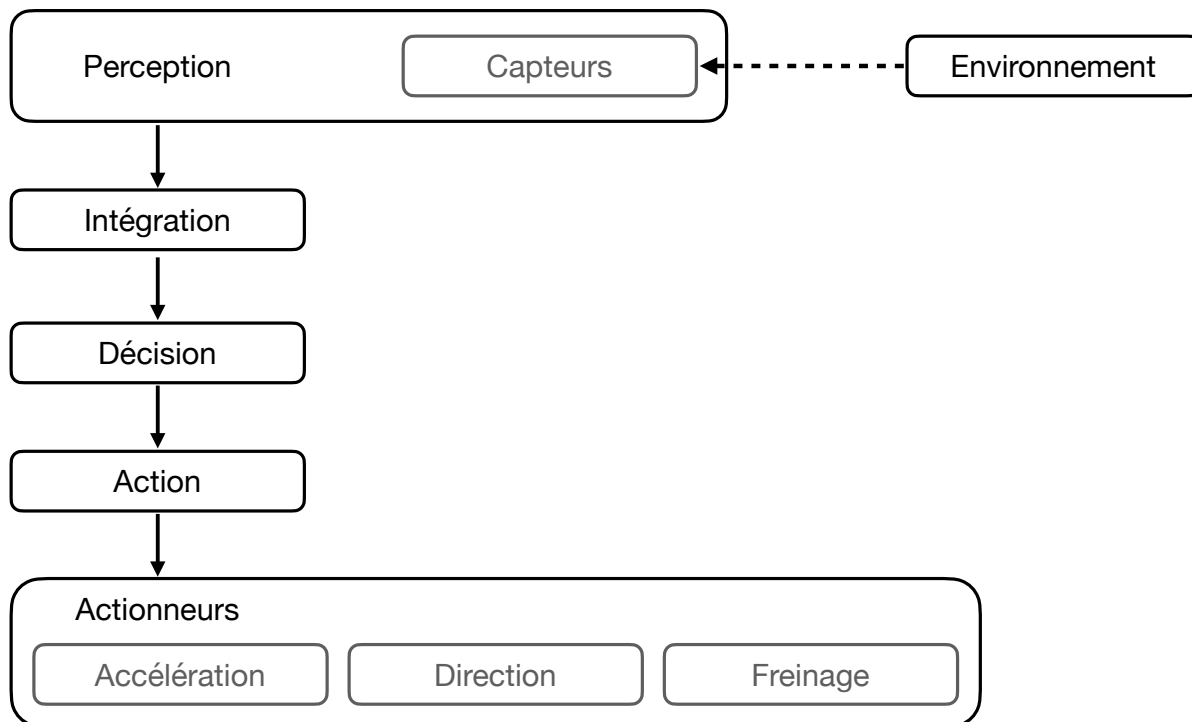 Perception
Capteurs
Environnement
Intégration
Décision
Action
Actionneurs
Accélération
Direction
Freinage